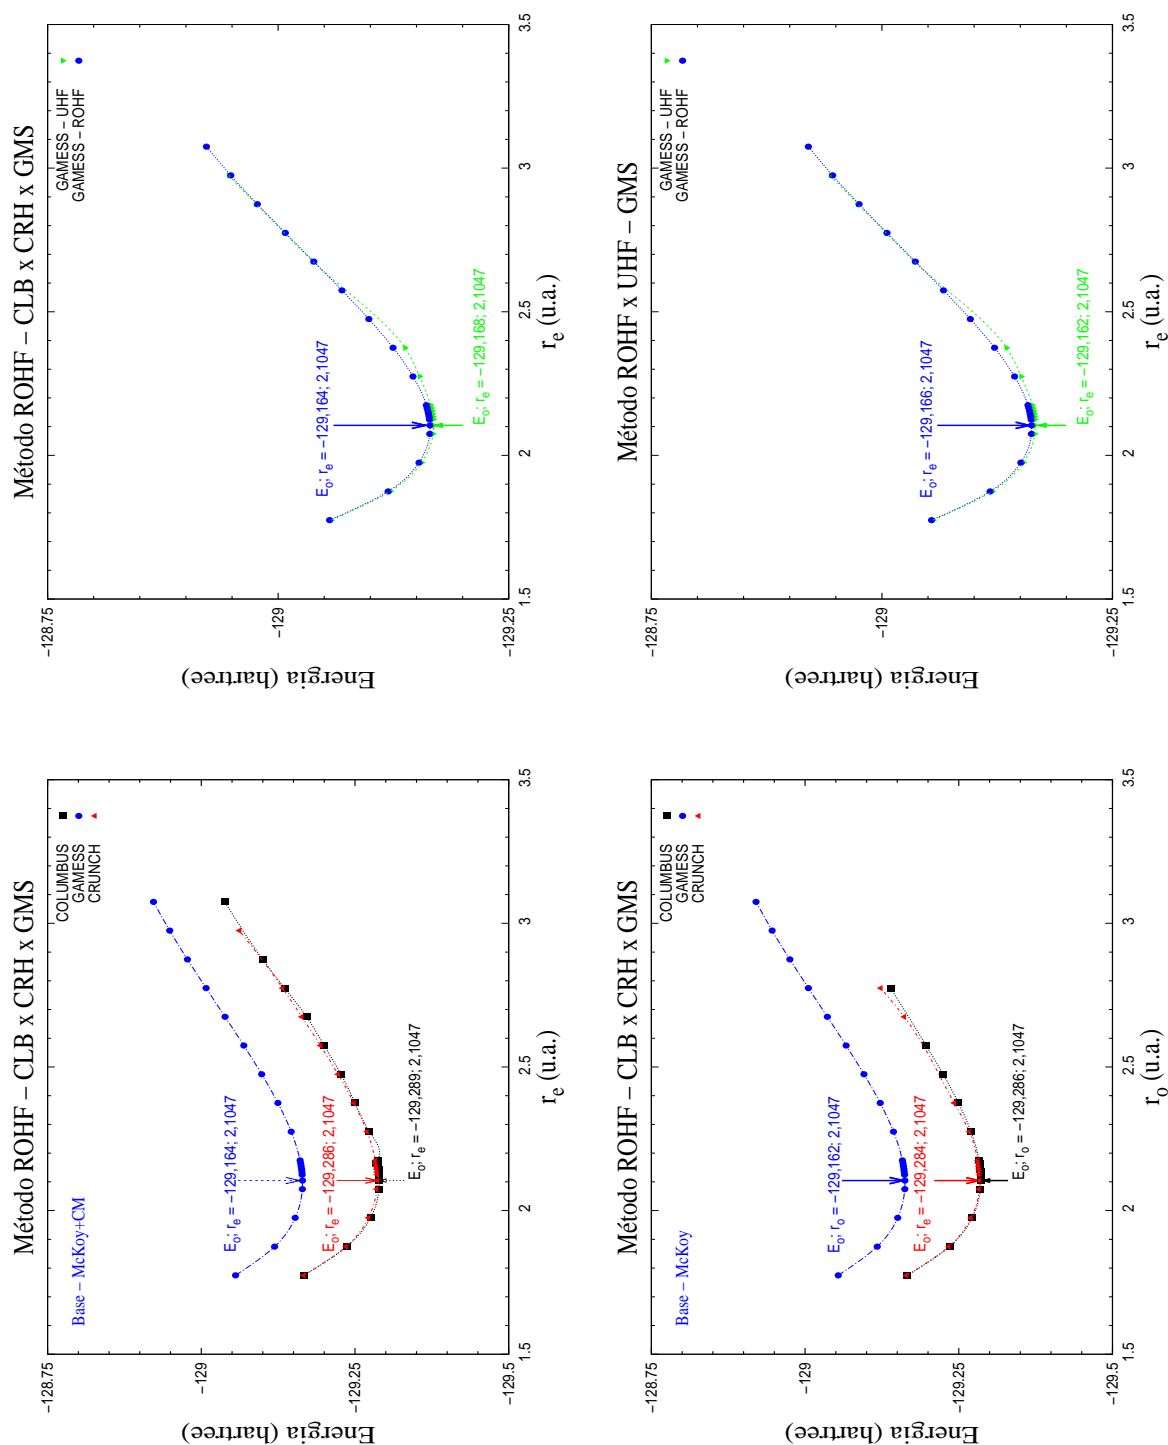 Método ROHF − CLB x CRH x GMS
Base − McKoy+CM
COLUMBUS
GAMESS
CRUNCH
E₀; rₑ = −129,164; 2,1047
E₀; rₑ = −129,286; 2,1047
E₀; rₑ = −129,289; 2,1047
−128.75
−129
−129.25
−129.5
Energia (hartree)
1.5 2 2.5 3 3.5
rₑ (u.a.)
Método ROHF − CLB x CRH x GMS
GAMESS − UHF
GAMESS − ROHF
E₀; rₑ = −129,164; 2,1047
E₀; rₑ = −129,168; 2,1047
−128.75
−129
−129.25
Energia (hartree)
1.5 2 2.5 3 3.5
rₑ (u.a.)
Método ROHF − CLB x CRH x GMS
Base − McKoy
COLUMBUS
GAMESS
CRUNCH
E₀; r₀ = −129,162; 2,1047
E₀; rₑ = −129,284; 2,1047
E₀; r₀ = −129,286; 2,1047
−128.75
−129
−129.25
−129.5
Energia (hartree)
1.5 2 2.5 3 3.5
r₀ (u.a.)
Método ROHF x UHF − GMS
GAMESS − UHF
GAMESS − ROHF
E₀; rₑ = −129,166; 2,1047
E₀; rₑ = −129,162; 2,1047
−128.75
−129
−129.25
Energia (hartree)
1.5 2 2.5 3 3.5
rₑ (u.a.)